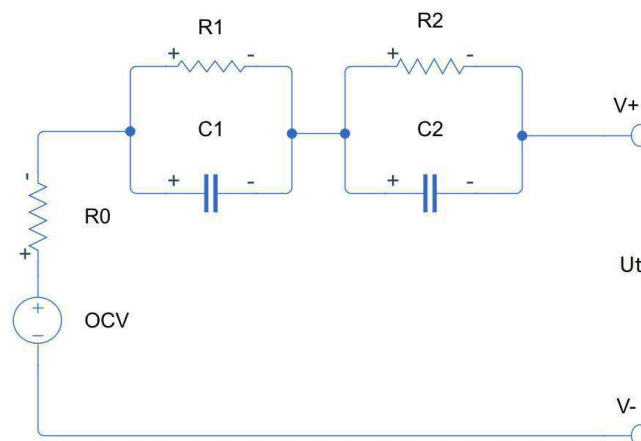 R1
R2
+ - + -
V+
C1
C2
+ - + -
-
R0
+
Ut
+
OCV
−
V-